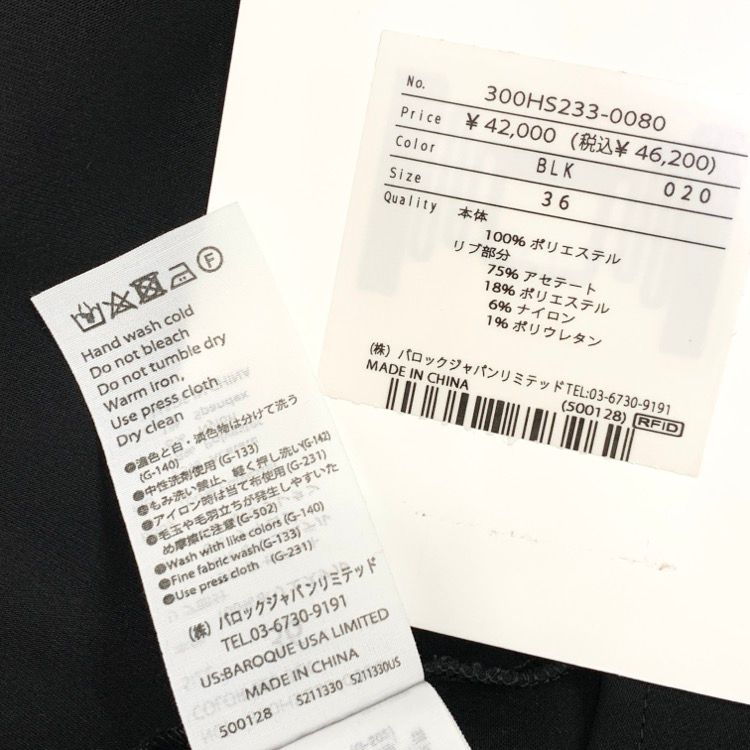 No. 300HS233-0080
Price ¥42,000 (税込¥46,200)
Color BLK 020
Size 36
Quality 本体
100% ポリエステル
リブ部分
75% アセテート
18% ポリエステル
6% ナイロン
1% ポリウレタン
(株) バロックジャパンリミテッドTEL:03-6730-9191
MADE IN CHINA
(500128) RFID
F
Hand wash cold
Do not bleach
Do not tumble dry
Warm iron,
Use press cloth
Dry clean
●濃色と白・淡色物は分けて洗う
(G-140)
●中性洗剤使用 (G-133)
●もみ洗い禁止、軽く押し洗い(G-142)
●アイロン時は当て布使用 (G-231)
●毛玉や毛羽立ちが発生しやすいた
め摩擦に注意 (G-502)
●Wash with like colors (G-140)
●Fine fabric wash(G-133)
●Use press cloth (G-231)
(株) バロックジャパンリミテッド
TEL.03-6730-9191
US:BAROQUE USA LIMITED
MADE IN CHINA
500128 5211330 5211330US